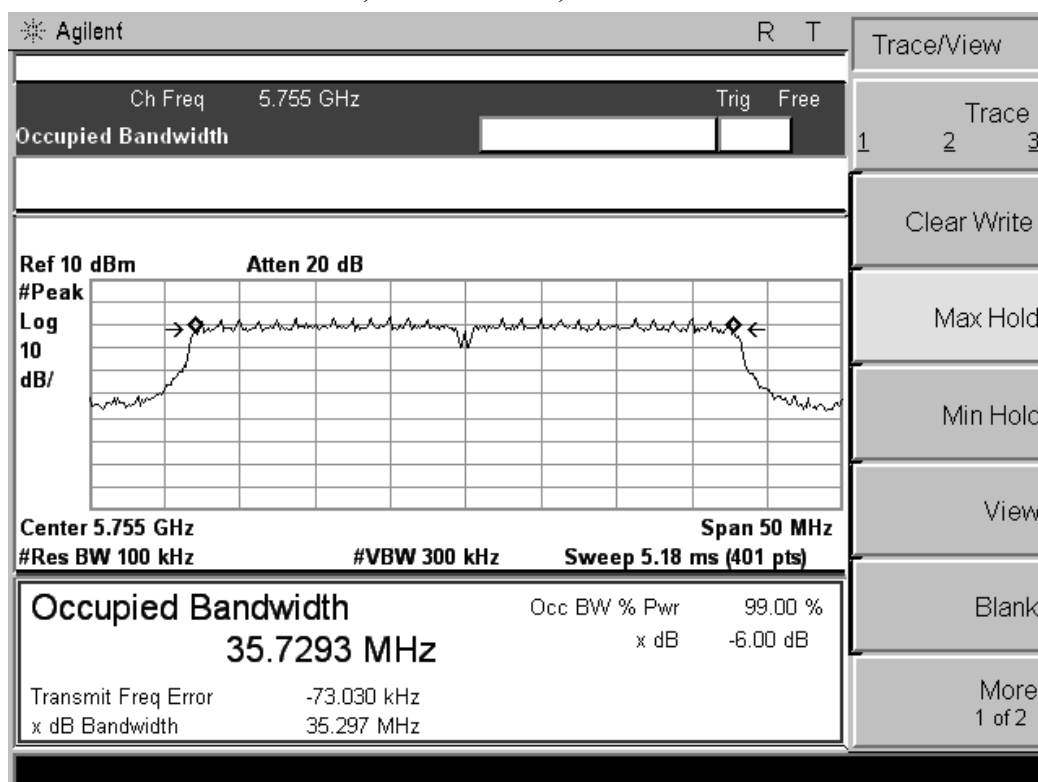 Agilent R T
Trace/View
Ch Freq 5.755 GHz Trig Free
Occupied Bandwidth
Trace
1 2 3
Clear Write
Ref 10 dBm Atten 20 dB
#Peak
Log
10
dB/
Max Hold
Min Hold
View
Center 5.755 GHz Span 50 MHz
#Res BW 100 kHz #VBW 300 kHz Sweep 5.18 ms (401 pts)
Occupied Bandwidth
35.7293 MHz
Occ BW % Pwr 99.00 %
x dB -6.00 dB
Blank
Transmit Freq Error -73.030 kHz
x dB Bandwidth 35.297 MHz
More
1 of 2